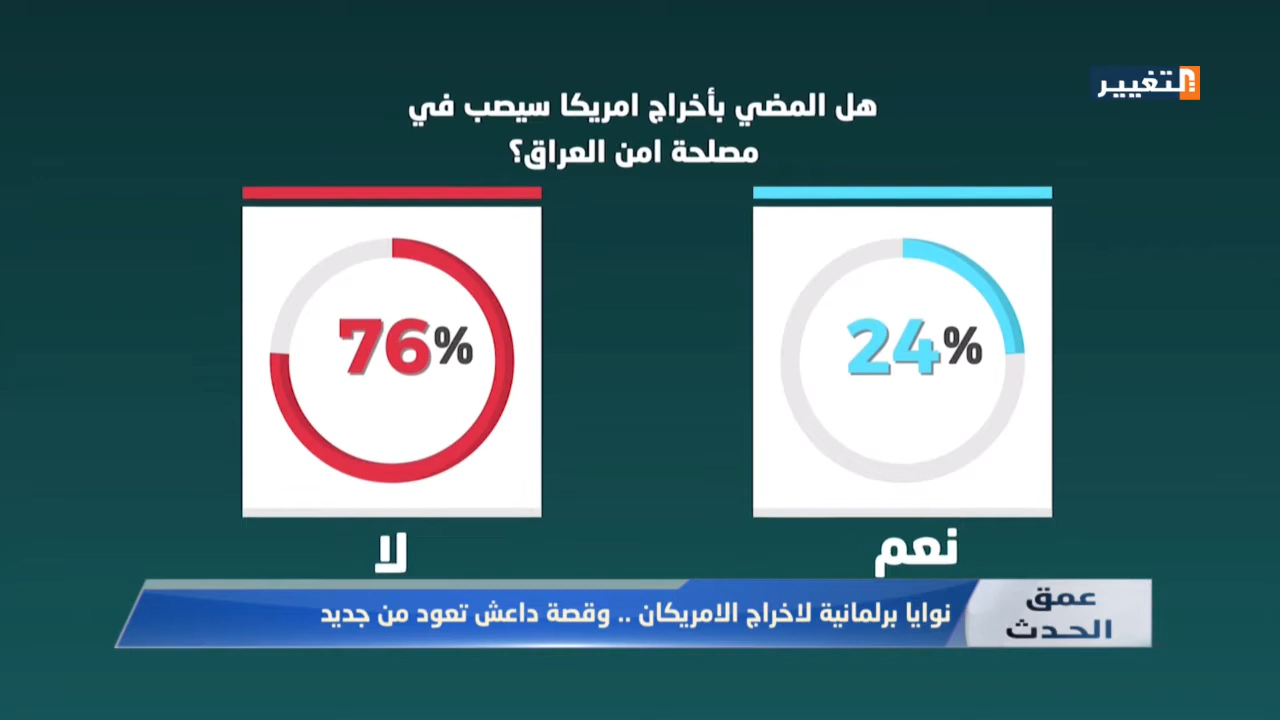 التغيير
هل المضي بأخراج امريكا سيصب في
مصلحة امن العراق؟
24%
76%
نعم
لا
عمق
الحدث
نوايا برلمانية لاخراج الامريكان .. وقصة داعش تعود من جديد